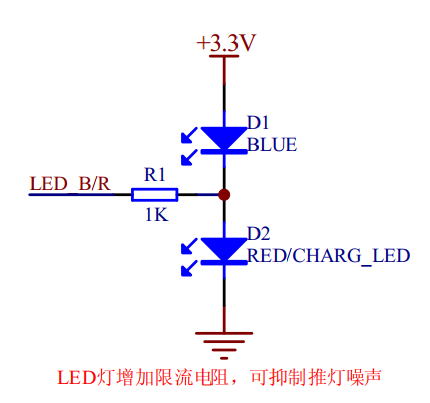 +3.3V
D1
BLUE
LED_B/R
R1
1K
D2
RED/CHARG_LED
LED灯增加限流电阻，可抑制推灯噪声